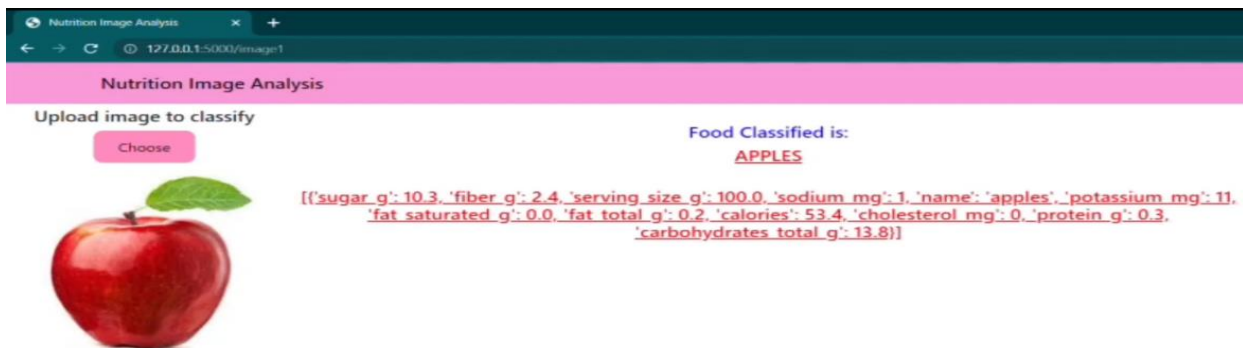 Nutrition Image Analysis
127.0.0.1:5000/image1
Nutrition Image Analysis
Upload image to classify
Choose
Food Classified is:
APPLES
[{'sugar_g': 10.3, 'fiber_g': 2.4, 'serving_size_g': 100.0, 'sodium_mg': 1, 'name': 'apples', 'potassium_mg': 11,
'fat_saturated_g': 0.0, 'fat_total_g': 0.2, 'calories': 53.4, 'cholesterol_mg': 0, 'protein_g': 0.3,
'carbohydrates_total_g': 13.8}]